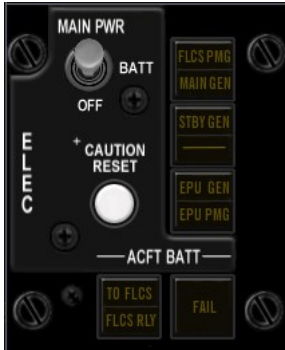 MAIN PWR
BATT
OFF
ELEC
+ CAUTION
RESET
FLCS PMG
MAIN GEN
STBY GEN
EPU GEN
EPU PMG
ACFT BATT
TO FLCS
FLCS RLY
FAIL